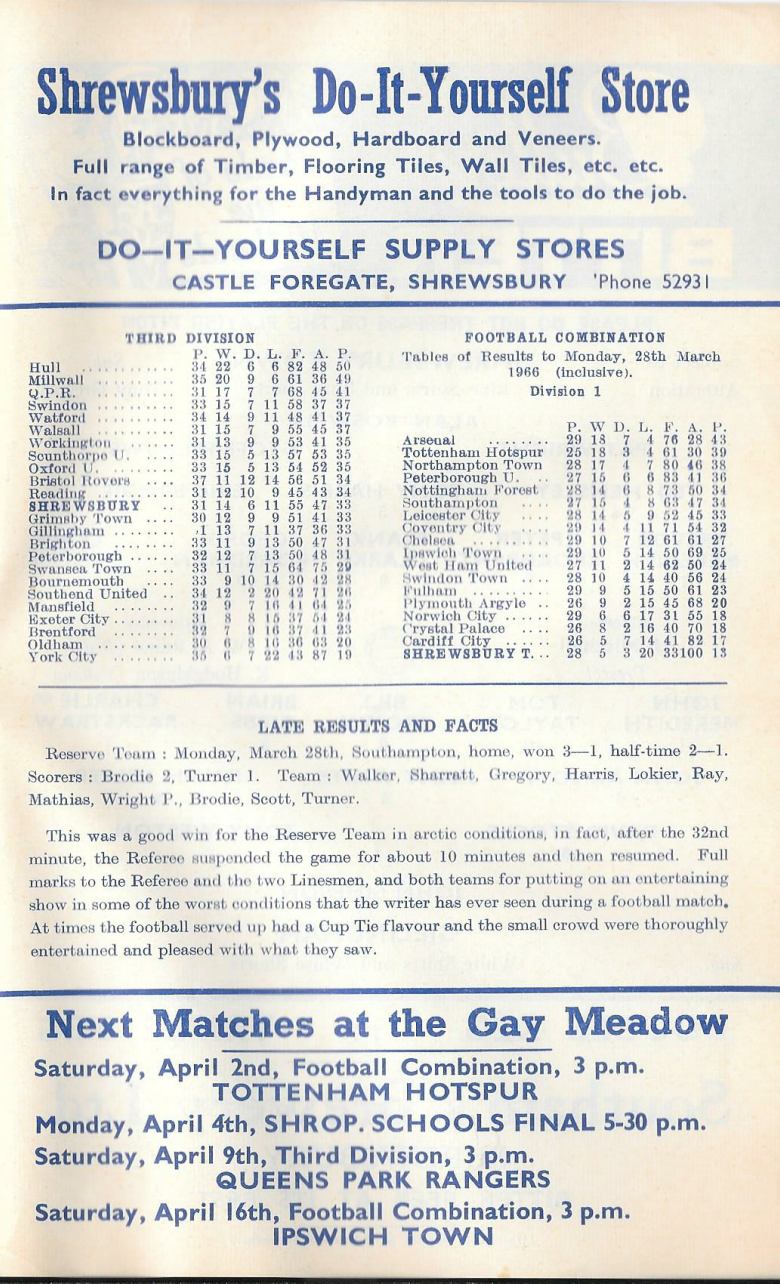 Shrewsbury's Do-It-Yourself Store
Blockboard, Plywood, Hardboard and Veneers.
Full range of Timber, Flooring Tiles, Wall Tiles, etc. etc.
In fact everything for the Handyman and the tools to do the job.
DO—IT—YOURSELF SUPPLY STORES
CASTLE FOREGATE, SHREWSBURY 'Phone 52931
THIRD DIVISION
P. W. D. L. F. A. P.
Hull ........... 34 22 6 6 82 48 50
Millwall ........... 35 20 9 6 61 36 49
Q.P.R. ........... 31 17 7 7 68 45 41
Swindon ........... 33 15 7 11 58 37 37
Watford ........... 34 14 9 11 48 41 37
Walsall ........... 31 15 7 9 55 45 37
Workington ........ 31 13 9 9 53 41 35
Scunthorpe U. .... 33 15 5 13 57 53 35
Oxford U. ........ 33 15 5 13 54 52 35
Bristol Rovers .... 37 11 12 14 56 51 34
Reading ........... 31 12 10 9 45 43 34
SHREWSBURY .. 31 14 6 11 55 47 33
Grimsby Town .... 30 12 9 9 51 41 33
Gillingham ........ 1 13 7 11 37 36 33
Brighton ........ 33 11 9 13 50 47 31
Peterborough .... 32 12 7 13 50 48 31
Swansea Town .... 33 11 7 15 64 75 29
Bournemouth .... 33 9 10 14 30 42 28
Southend United .. 34 12 2 20 42 71 26
Mansfield ........ 32 9 7 16 41 64 25
Exeter City ........ 31 8 8 15 37 54 24
Brentford ........ 32 7 9 16 37 41 23
Oldham ........... 30 6 8 16 36 63 20
York City ........ 35 6 7 22 43 87 19
FOOTBALL COMBINATION
Tables of Results to Monday, 28th March
1966 (inclusive).
Division 1
P. W D. L. F. A. P.
Arsenal ........ 29 18 7 4 76 28 43
Tottenham Hotspur 25 18 3 4 61 30 39
Northampton Town 28 17 4 7 80 46 38
Peterborough U. .. 27 15 6 6 83 41 36
Nottingham Forest 28 14 6 8 73 50 34
Southampton .... 27 15 4 8 63 47 34
Leicester City .... 28 14 5 9 52 45 33
Coventry City .... 29 14 4 11 71 54 32
Chelsea ........ 29 10 7 12 61 61 27
Ipswich Town .... 29 10 5 14 50 69 25
West Ham United 27 11 2 14 62 50 24
Swindon Town .... 28 10 4 14 40 56 24
Fulham ........ 29 9 5 15 50 61 23
Plymouth Argyle .. 26 9 2 15 45 68 20
Norwich City .... 29 6 6 17 31 55 18
Crystal Palace .... 26 8 2 16 40 70 18
Cardiff City ...... 26 5 7 14 41 82 17
SHREWSBURY T. .. 28 5 3 20 33100 13
LATE RESULTS AND FACTS
Reserve Team : Monday, March 28th, Southampton, home, won 3—1, half-time 2—1.
Scorers : Brodie 2, Turner 1. Team : Walker, Sharratt, Gregory, Harris, Lokier, Ray,
Mathias, Wright P., Brodie, Scott, Turner.
This was a good win for the Reserve Team in arctic conditions, in fact, after the 32nd
minute, the Referee suspended the game for about 10 minutes and then resumed. Full
marks to the Referee and the two Linesmen, and both teams for putting on an entertaining
show in some of the worst conditions that the writer has ever seen during a football match.
At times the football served up had a Cup Tie flavour and the small crowd were thoroughly
entertained and pleased with what they saw.
Next Matches at the Gay Meadow
Saturday, April 2nd, Football Combination, 3 p.m.
TOTTENHAM HOTSPUR
Monday, April 4th, SHROP. SCHOOLS FINAL 5-30 p.m.
Saturday, April 9th, Third Division, 3 p.m.
QUEENS PARK RANGERS
Saturday, April 16th, Football Combination, 3 p.m.
IPSWICH TOWN